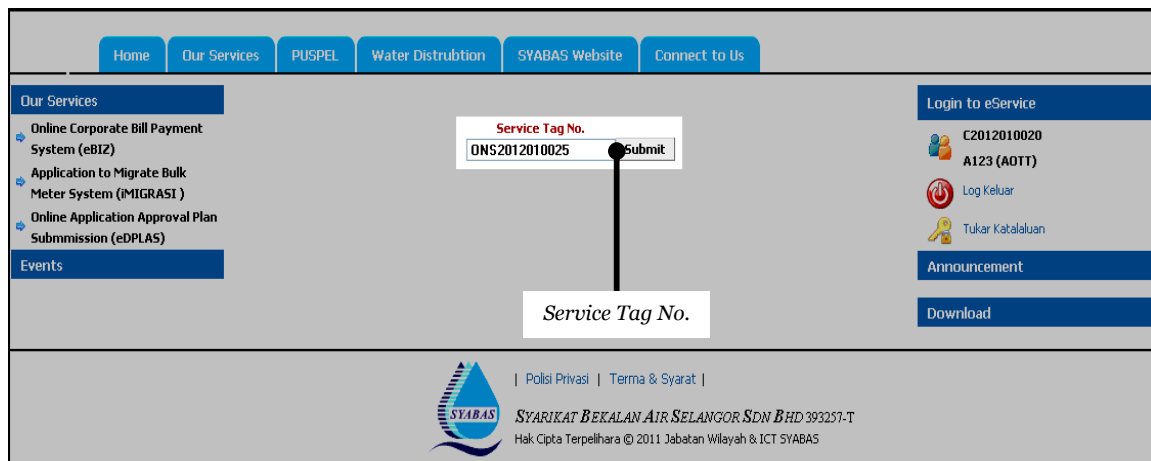 Home
Our Services
PUSPEL
Water Distrubtion
SYABAS Website
Connect to Us
Our Services
Online Corporate Bill Payment
System (eBIZ)
Application to Migrate Bulk
Meter System (iMIGRASI )
Online Application Approval Plan
Submmission (eDPLAS)
Events
Service Tag No.
ONS2012010025
Submit
Service Tag No.
Login to eService
C2012010020
A123 (AOTT)
Log Keluar
Tukar Katalaluan
Announcement
Download
SYABAS
| Polisi Privasi | Terma & Syarat |
SYARIKAT BEKALAN AIR SELANGOR SDN BHD 393257-T
Hak Cipta Terpelihara © 2011 Jabatan Wilayah & ICT SYABAS